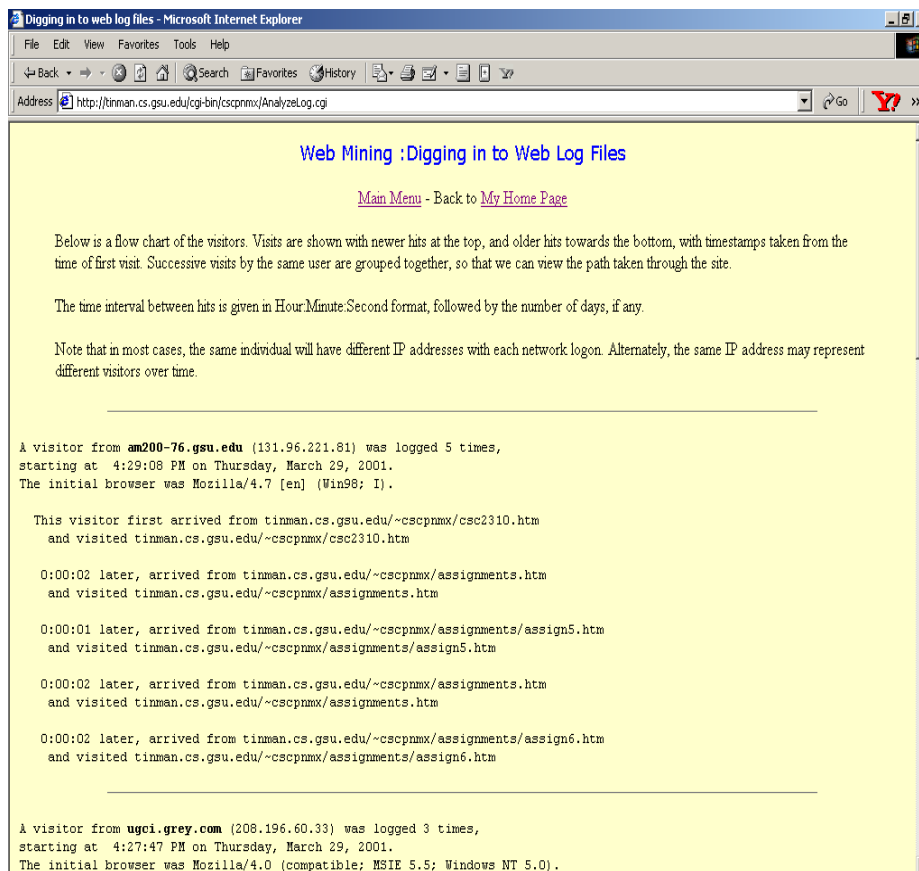 Digging in to web log files - Microsoft Internet Explorer
File Edit View Favorites Tools Help
Back Search Favorites History
Address http://tinman.cs.gsu.edu/cgi-bin/cscpnmx/AnalyzeLog.cgi Go Y! »
Web Mining :Digging in to Web Log Files
Main Menu - Back to My Home Page
Below is a flow chart of the visitors. Visits are shown with newer hits at the top, and older hits towards the bottom, with timestamps taken from the
time of first visit. Successive visits by the same user are grouped together, so that we can view the path taken through the site.
The time interval between hits is given in Hour:Minute:Second format, followed by the number of days, if any.
Note that in most cases, the same individual will have different IP addresses with each network logon. Alternately, the same IP address may represent
different visitors over time.
A visitor from am200-76.gsu.edu (131.96.221.81) was logged 5 times,
starting at 4:29:08 PM on Thursday, March 29, 2001.
The initial browser was Mozilla/4.7 [en] (Win98; I).
This visitor first arrived from tinman.cs.gsu.edu/~cscpnmx/csc2310.htm
and visited tinman.cs.gsu.edu/~cscpnmx/csc2310.htm
0:00:02 later, arrived from tinman.cs.gsu.edu/~cscpnmx/assignments.htm
and visited tinman.cs.gsu.edu/~cscpnmx/assignments.htm
0:00:01 later, arrived from tinman.cs.gsu.edu/~cscpnmx/assignments/assign5.htm
and visited tinman.cs.gsu.edu/~cscpnmx/assignments/assign5.htm
0:00:02 later, arrived from tinman.cs.gsu.edu/~cscpnmx/assignments.htm
and visited tinman.cs.gsu.edu/~cscpnmx/assignments.htm
0:00:02 later, arrived from tinman.cs.gsu.edu/~cscpnmx/assignments/assign6.htm
and visited tinman.cs.gsu.edu/~cscpnmx/assignments/assign6.htm
A visitor from ugci.grey.com (208.196.60.33) was logged 3 times,
starting at 4:27:47 PM on Thursday, March 29, 2001.
The initial browser was Mozilla/4.0 (compatible; MSIE 5.5; Windows NT 5.0).